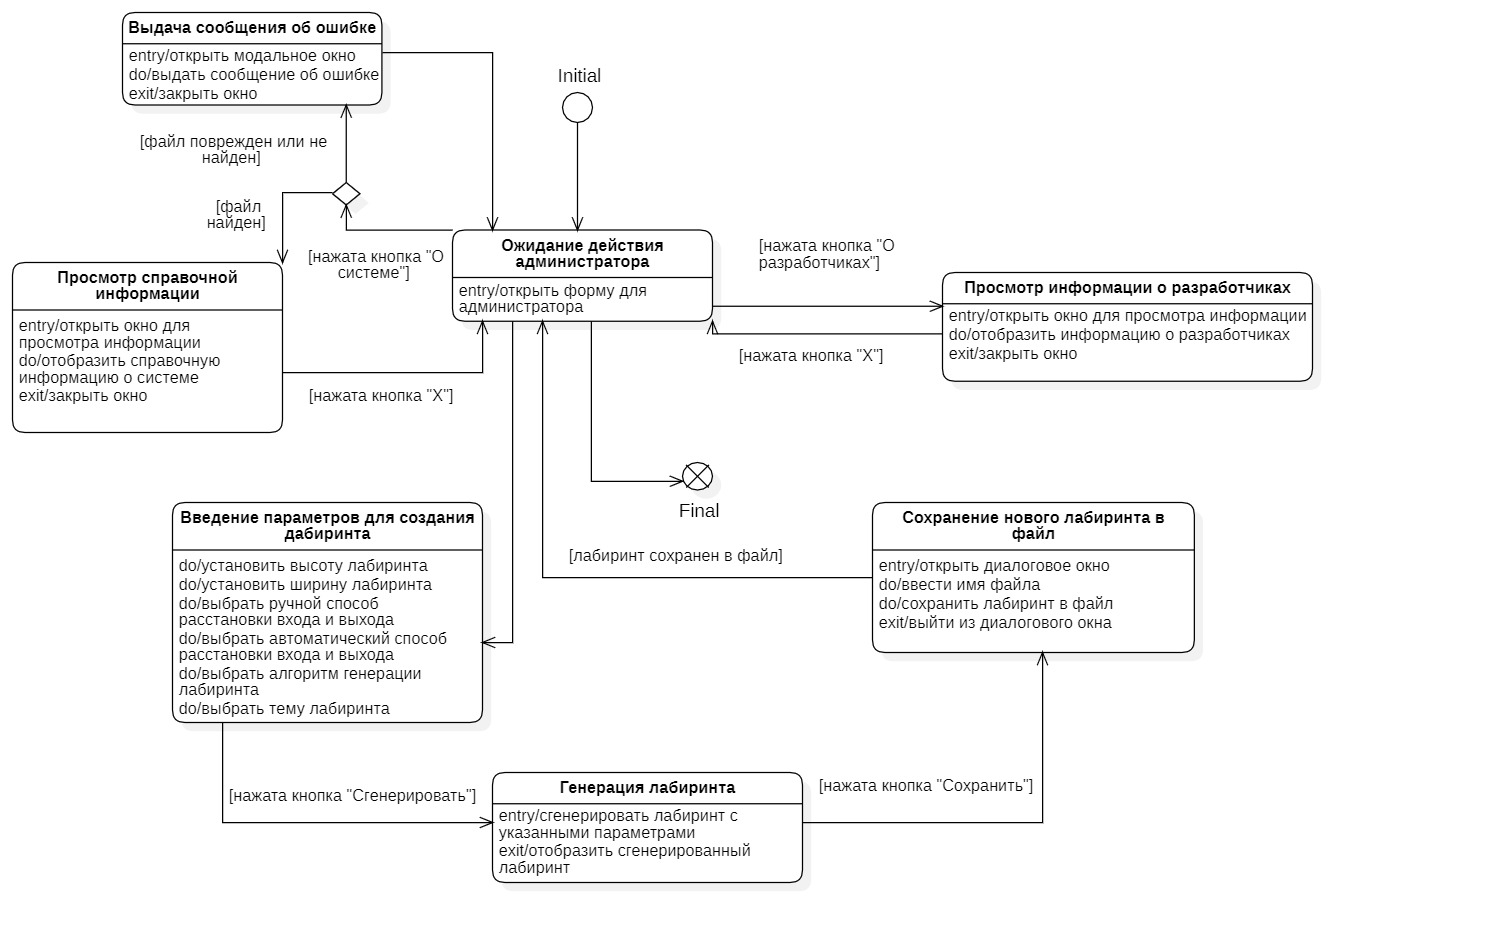 Выдача сообщения об ошибке
entry/открыть модальное окно
do/выдать сообщение об ошибке
exit/закрыть окно
Initial
[файл поврежден или не
найден]
[файл
найден]
[нажата кнопка "О
системе"]
Ожидание действия
администратора
entry/открыть форму для
администратора
[нажата кнопка "О
разработчиках"]
Просмотр информации о разработчиках
entry/открыть окно для просмотра информации
do/отобразить информацию о разработчиках
exit/закрыть окно
[нажата кнопка "X"]
Просмотр справочной
информации
entry/открыть окно для
просмотра информации
do/отобразить справочную
информацию о системе
exit/закрыть окно
[нажата кнопка "X"]
Final
Введение параметров для создания
дабиринта
do/установить высоту лабиринта
do/установить ширину лабиринта
do/выбрать ручной способ
расстановки входа и выхода
do/выбрать автоматический способ
расстановки входа и выхода
do/выбрать алгоритм генерации
лабиринта
do/выбрать тему лабиринта
[лабиринт сохранен в файл]
Сохранение нового лабиринта в
файл
entry/открыть диалоговое окно
do/ввести имя файла
do/сохранить лабиринт в файл
exit/выйти из диалогового окна
[нажата кнопка "Сгенерировать"]
Генерация лабиринта
entry/сгенерировать лабиринт с
указанными параметрами
exit/отобразить сгенерированный
лабиринт
[нажата кнопка "Сохранить"]